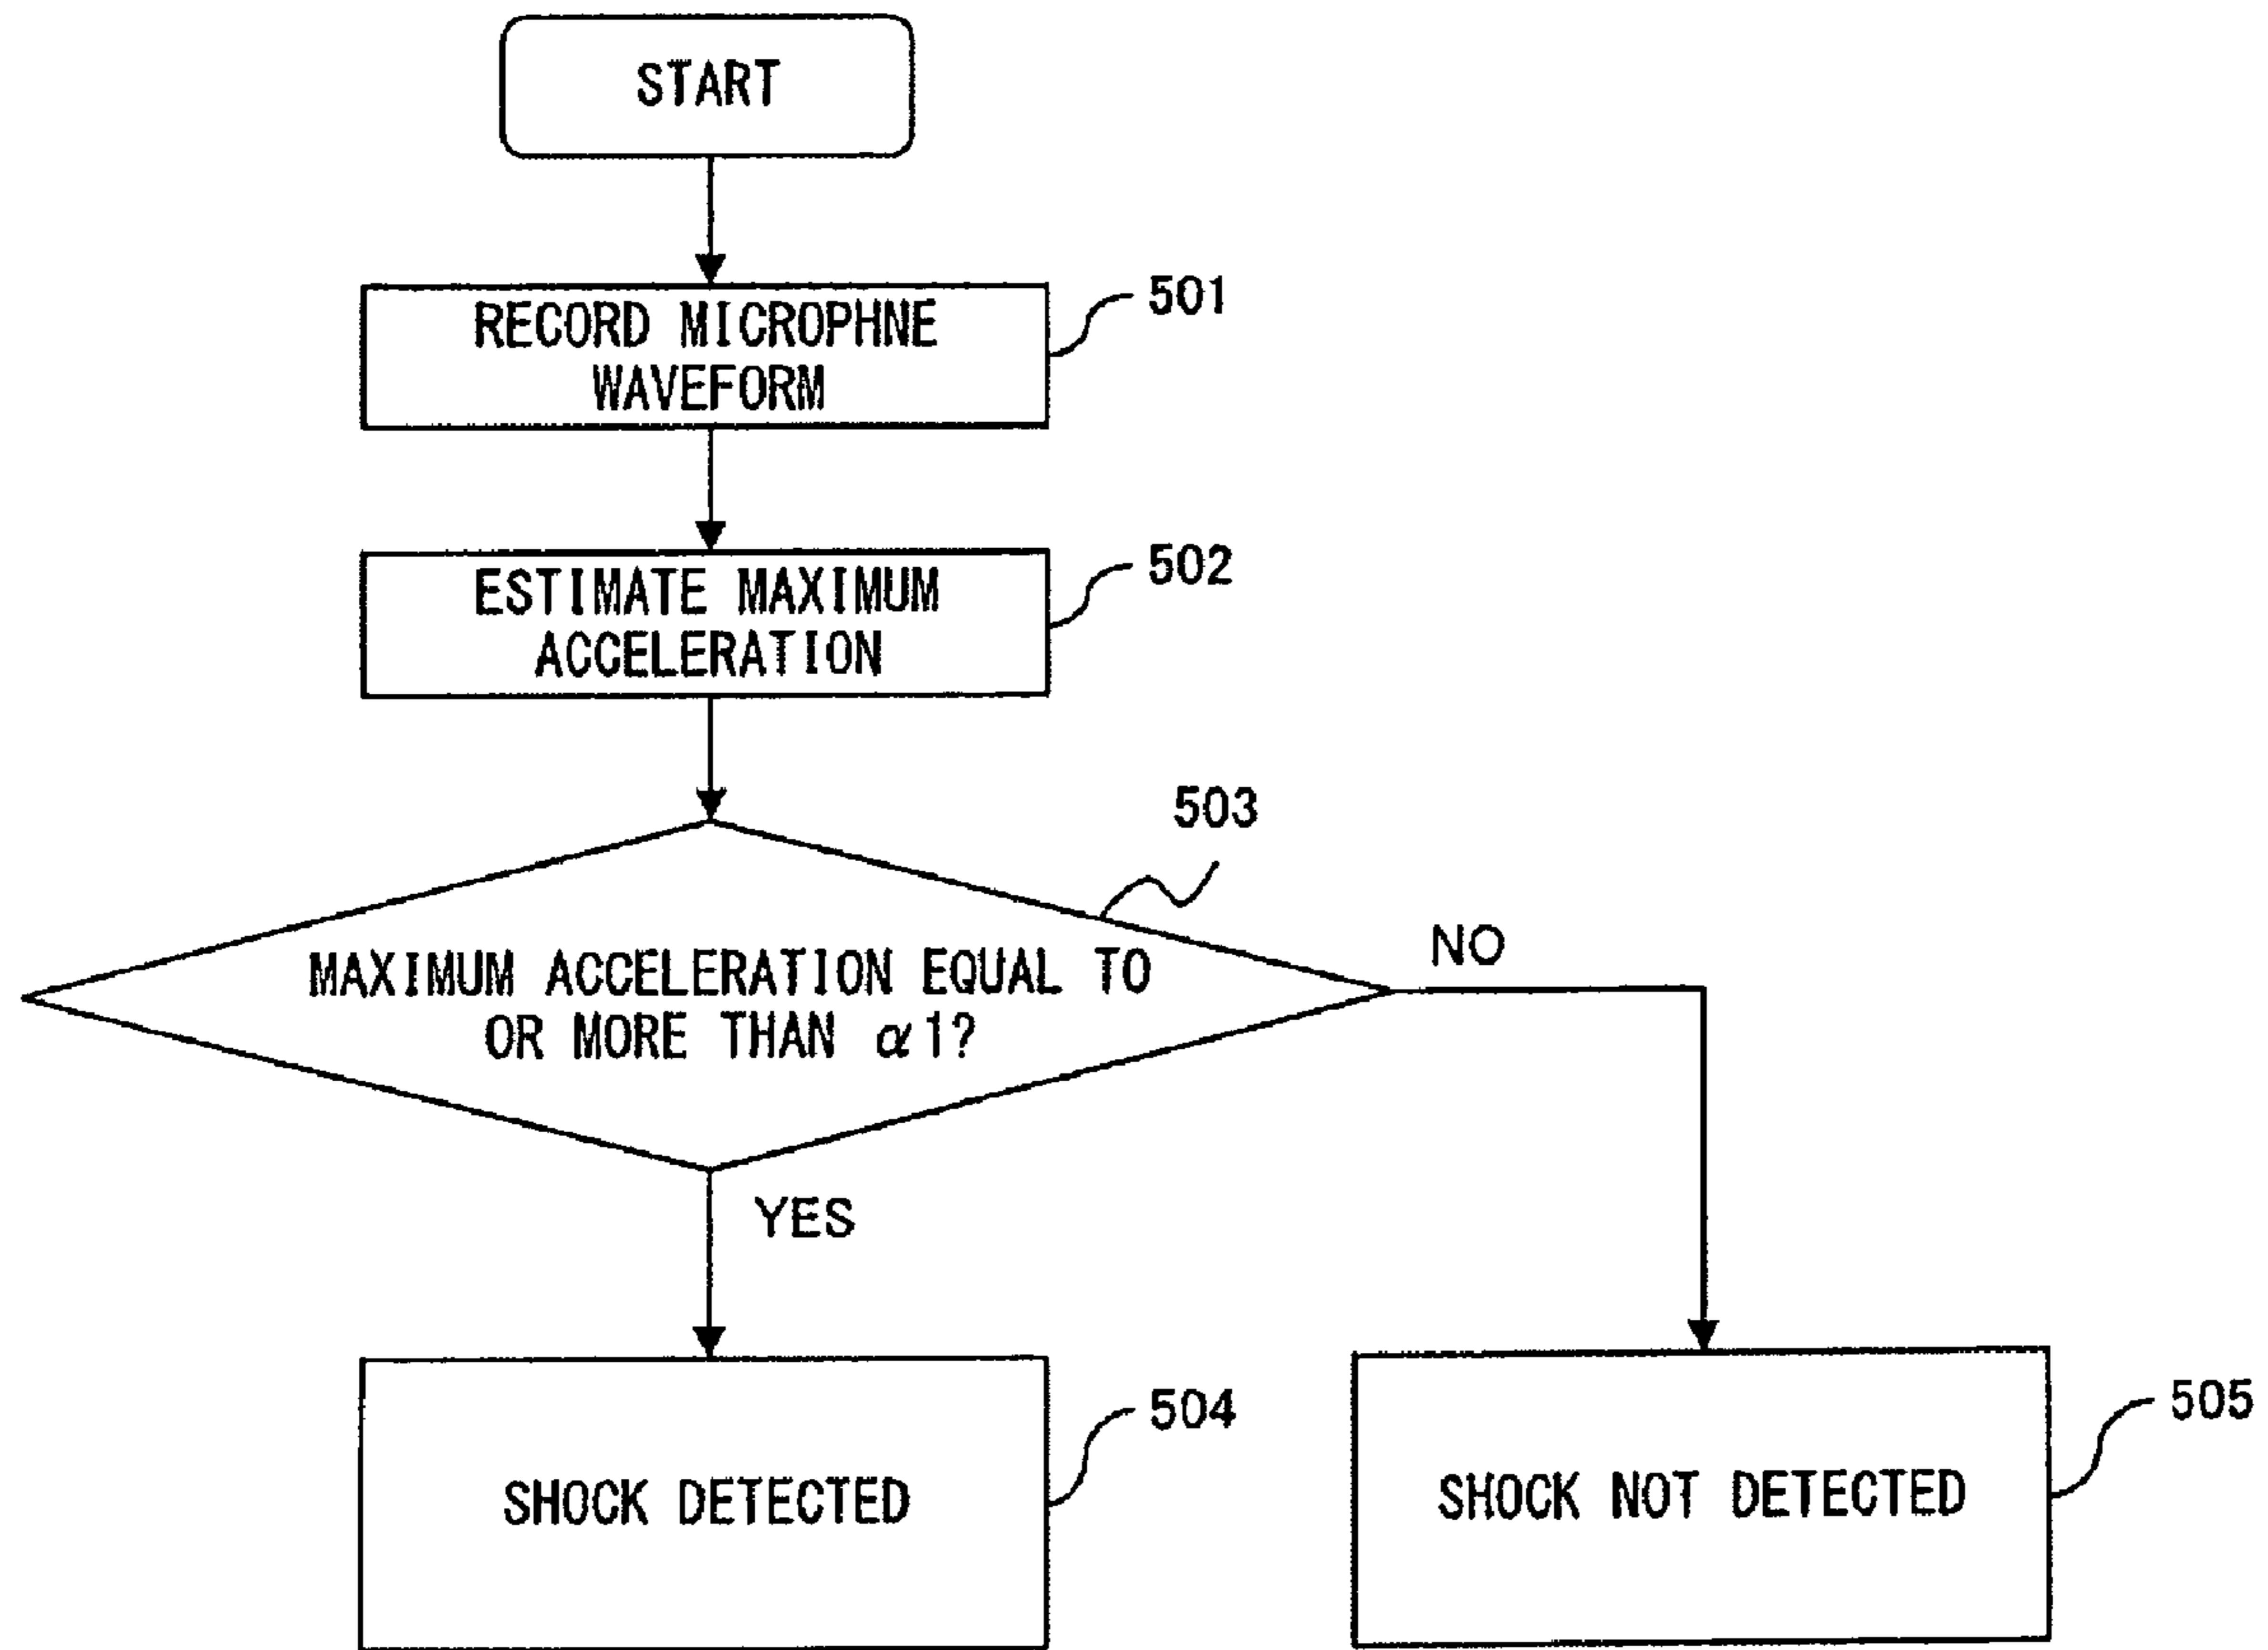 START
501
RECORD MICROPHNE
WAVEFORM
502
ESTIMATE MAXIMUM
ACCELERATION
503
MAXIMUM ACCELERATION EQUAL TO
OR MORE THAN α1?
NO
YES
504
SHOCK DETECTED
505
SHOCK NOT DETECTED